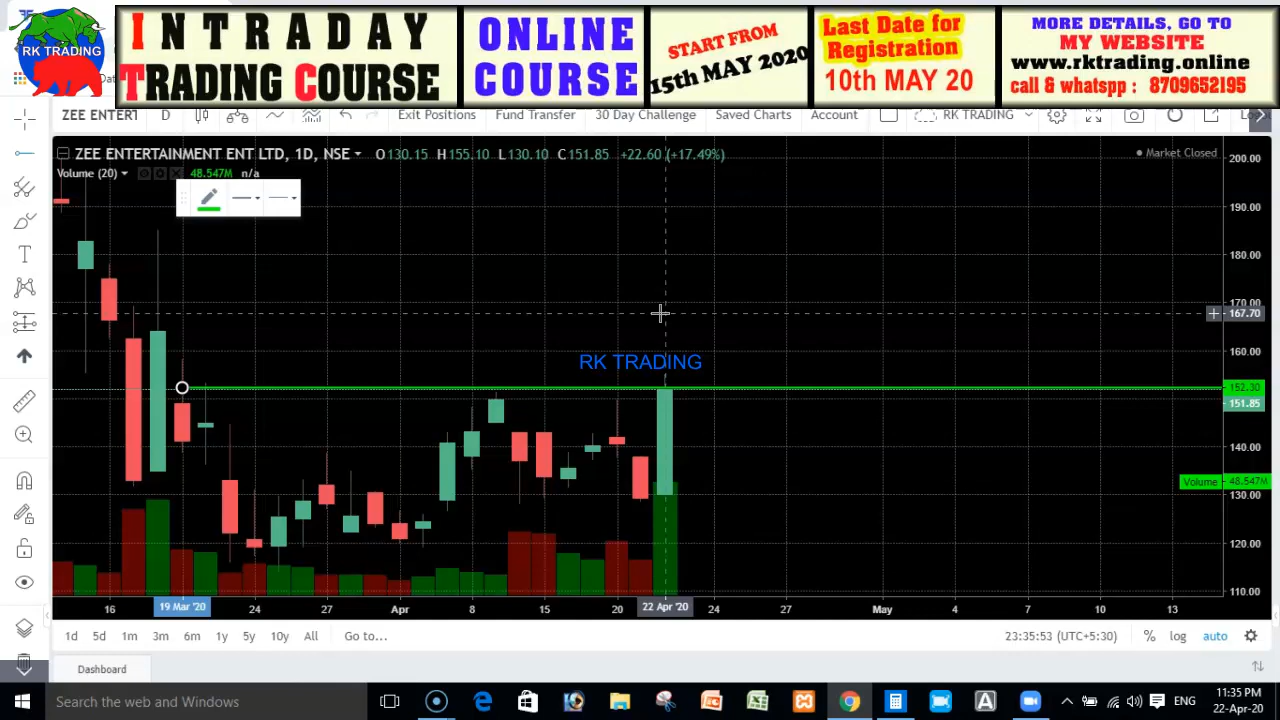 RK TRADING
INTRADAY
TRADING COURSE
ONLINE
COURSE
START FROM
15th MAY 2020
Last Date for
Registration
10th MAY 20
MORE DETAILS, GO TO
MY WEBSITE
www.rktrading.online
call & whatspp : 8709652195
ZEE ENTERT
D
Exit Positions
Fund Transfer
30 Day Challenge
Saved Charts
Account
RK TRADING
ZEE ENTERTAINMENT ENT LTD, 1D, NSE
O130.15 H155.10 L130.10 C151.85 +22.60 (+17.49%)
Market Closed
Volume (20)
48.547M n/a
200.00
190.00
180.00
170.00
167.70
160.00
RK TRADING
152.30
151.85
140.00
Volume 48.547M
130.00
120.00
110.00
16 19 Mar '20 24 27 Apr 8 15 20 22 Apr '20 24 27 May 4 7 10 13
1d 5d 1m 3m 6m 1y 5y 10y All Go to...
23:35:53 (UTC+5:30) % log auto
Dashboard
Search the web and Windows
ENG
11:35 PM
22-Apr-20